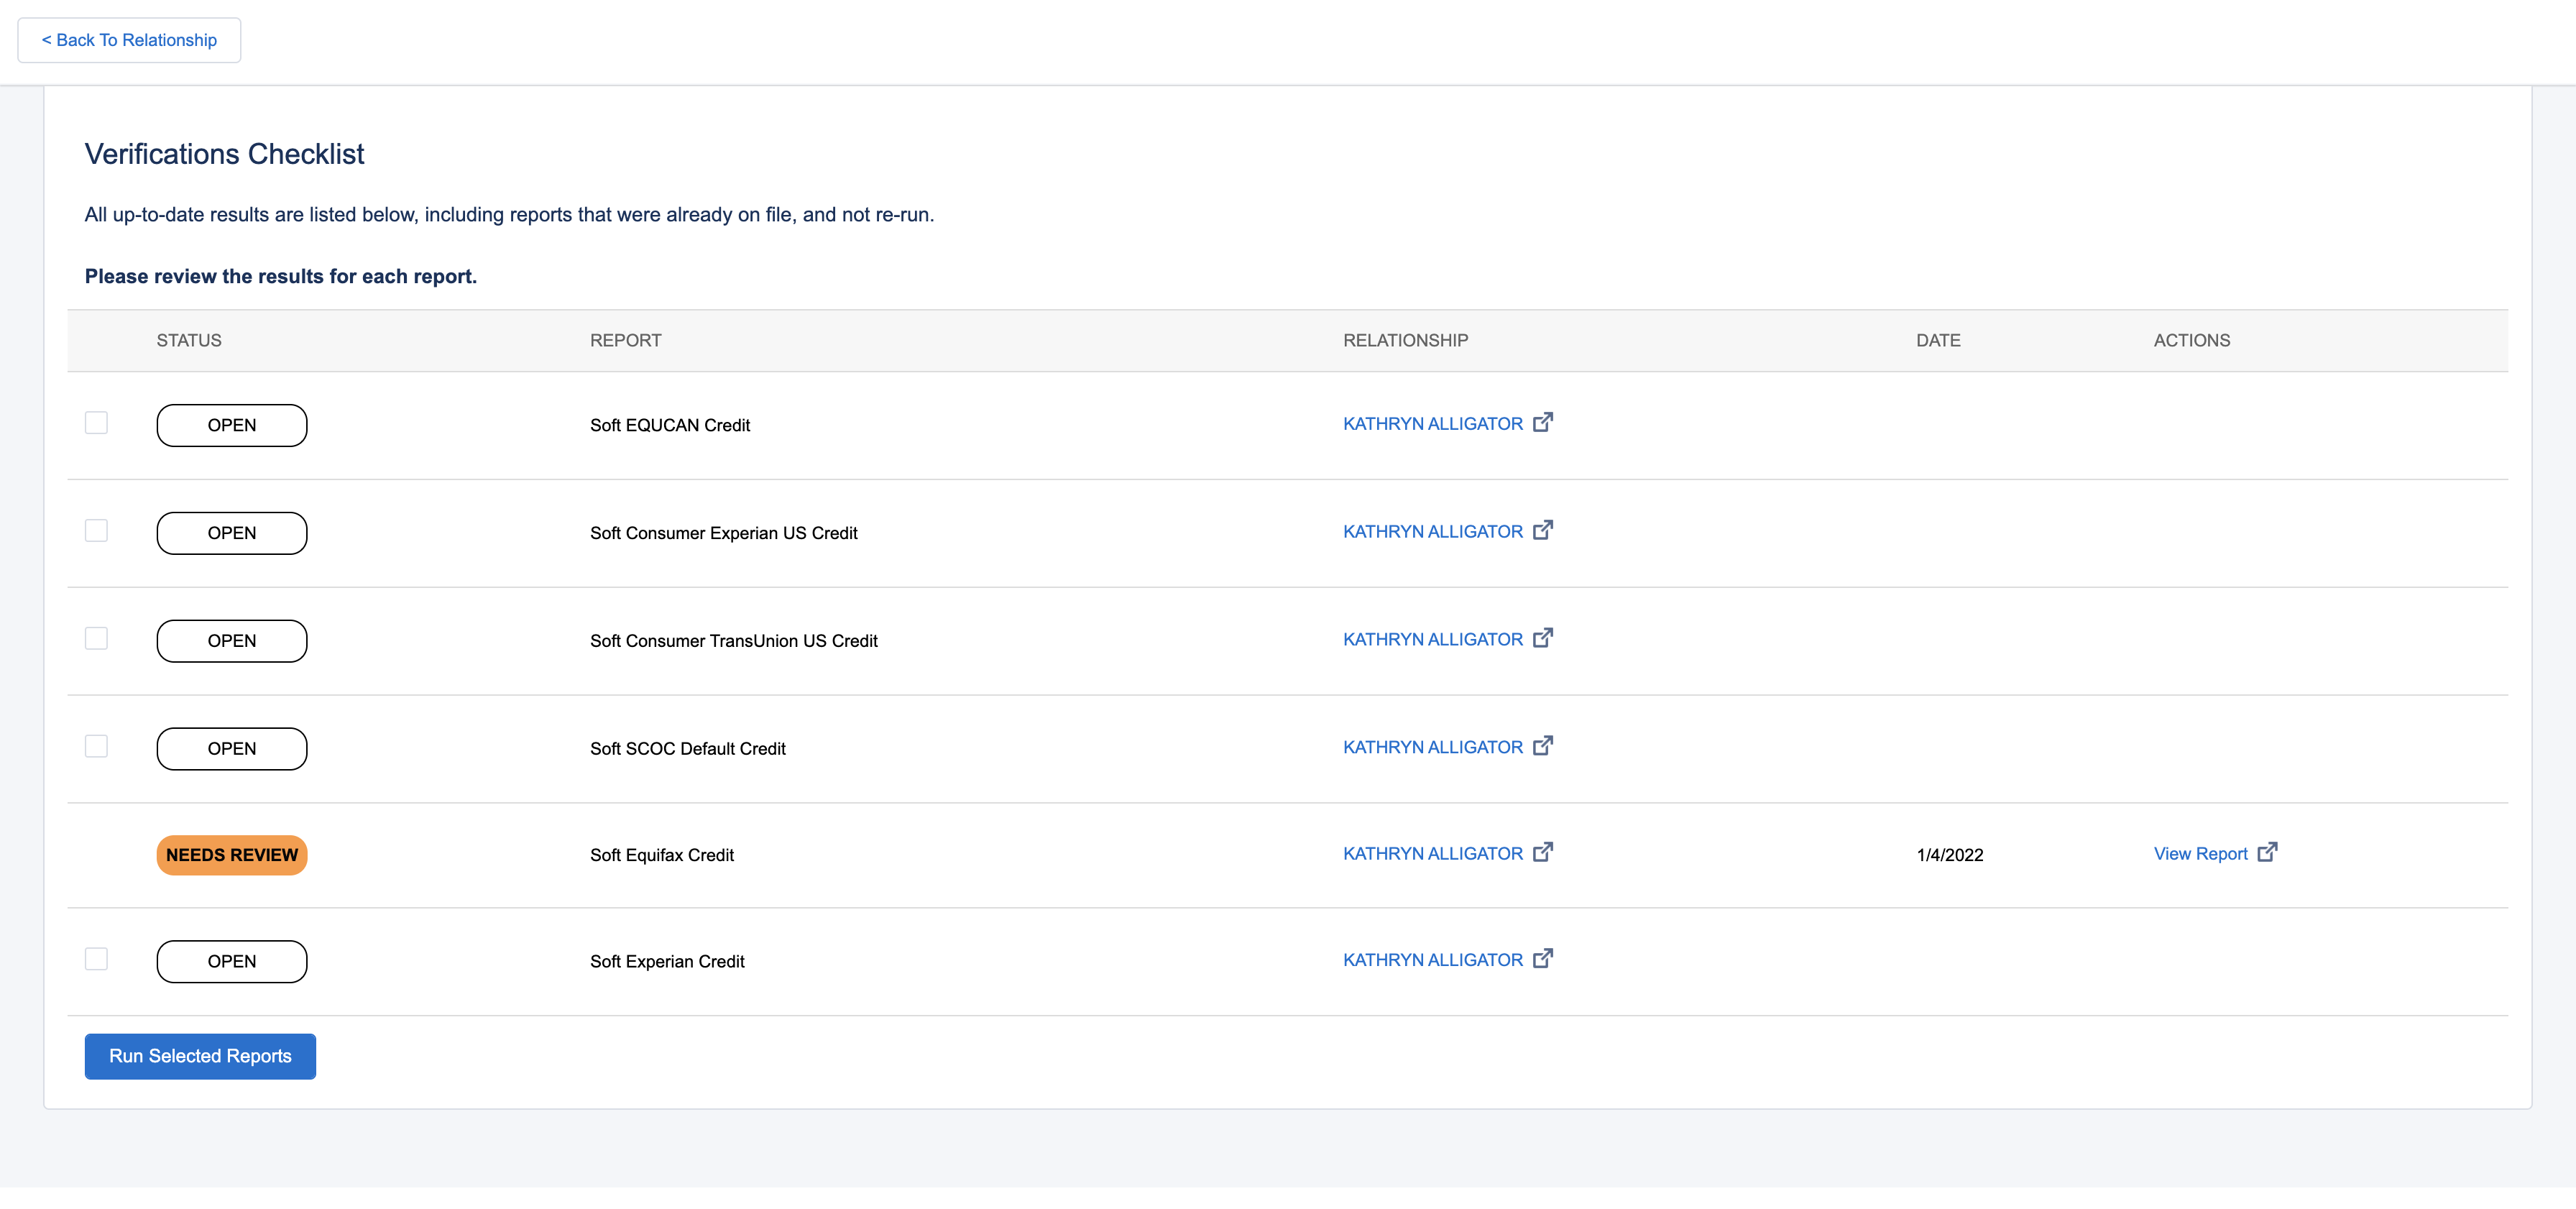 < Back To Relationship
Verifications Checklist
All up-to-date results are listed below, including reports that were already on file, and not re-run.
Please review the results for each report.
STATUS REPORT RELATIONSHIP DATE ACTIONS
OPEN Soft EQUCAN Credit KATHRYN ALLIGATOR
OPEN Soft Consumer Experian US Credit KATHRYN ALLIGATOR
OPEN Soft Consumer TransUnion US Credit KATHRYN ALLIGATOR
OPEN Soft SCOC Default Credit KATHRYN ALLIGATOR
NEEDS REVIEW Soft Equifax Credit KATHRYN ALLIGATOR 1/4/2022 View Report
OPEN Soft Experian Credit KATHRYN ALLIGATOR
Run Selected Reports